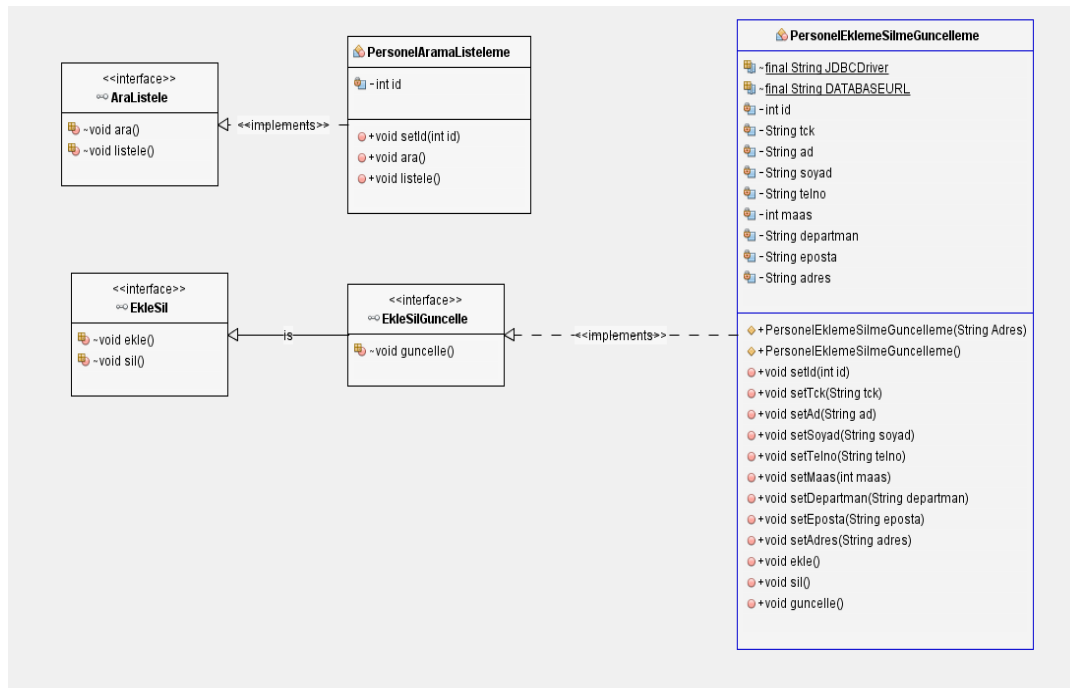 <<interface>>
AraListele
~void ara()
~void listele()
<<implements>>
PersonelAramaListeleme
-int id
+void setId(int id)
+void ara()
+void listele()
<<interface>>
EkleSil
~void ekle()
~void sil()
is
<<interface>>
EkleSilGuncelle
~void guncelle()
<<implements>>
PersonelEklemeSilmeGuncelleme
~final String JDBCDriver
~final String DATABASEURL
-int id
-String tck
-String ad
-String soyad
-String telno
-int maas
-String departman
-String eposta
-String adres
+PersonelEklemeSilmeGuncelleme(String Adres)
+PersonelEklemeSilmeGuncelleme()
+void setId(int id)
+void setTck(String tck)
+void setAd(String ad)
+void setSoyad(String soyad)
+void setTelno(String telno)
+void setMaas(int maas)
+void setDepartman(String departman)
+void setEposta(String eposta)
+void setAdres(String adres)
+void ekle()
+void sil()
+void guncelle()